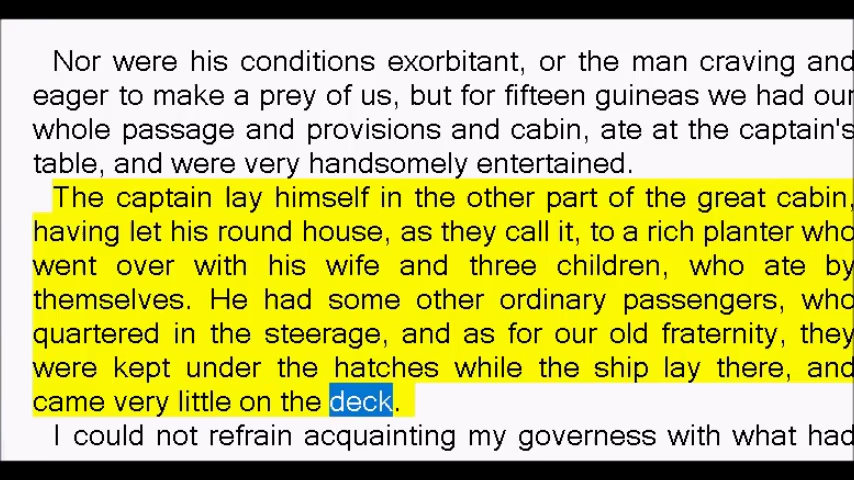 Nor were his conditions exorbitant, or the man craving and
eager to make a prey of us, but for fifteen guineas we had our
whole passage and provisions and cabin, ate at the captain's
table, and were very handsomely entertained.
The captain lay himself in the other part of the great cabin,
having let his round house, as they call it, to a rich planter who
went over with his wife and three children, who ate by
themselves. He had some other ordinary passengers, who
quartered in the steerage, and as for our old fraternity, they
were kept under the hatches while the ship lay there, and
came very little on the deck.
I could not refrain acquainting my governess with what had